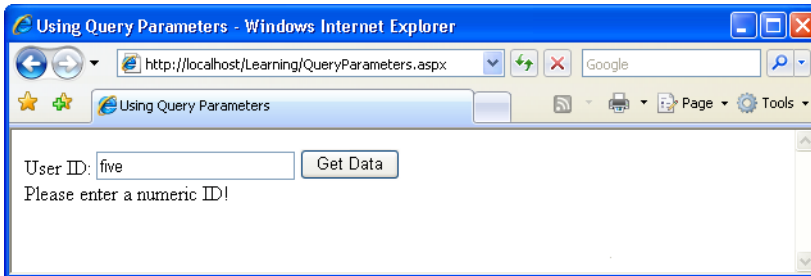 Using Query Parameters - Windows Internet Explorer
http://localhost/Learning/QueryParameters.aspx
Google
Using Query Parameters
Page
Tools
User ID: five Get Data
Please enter a numeric ID!